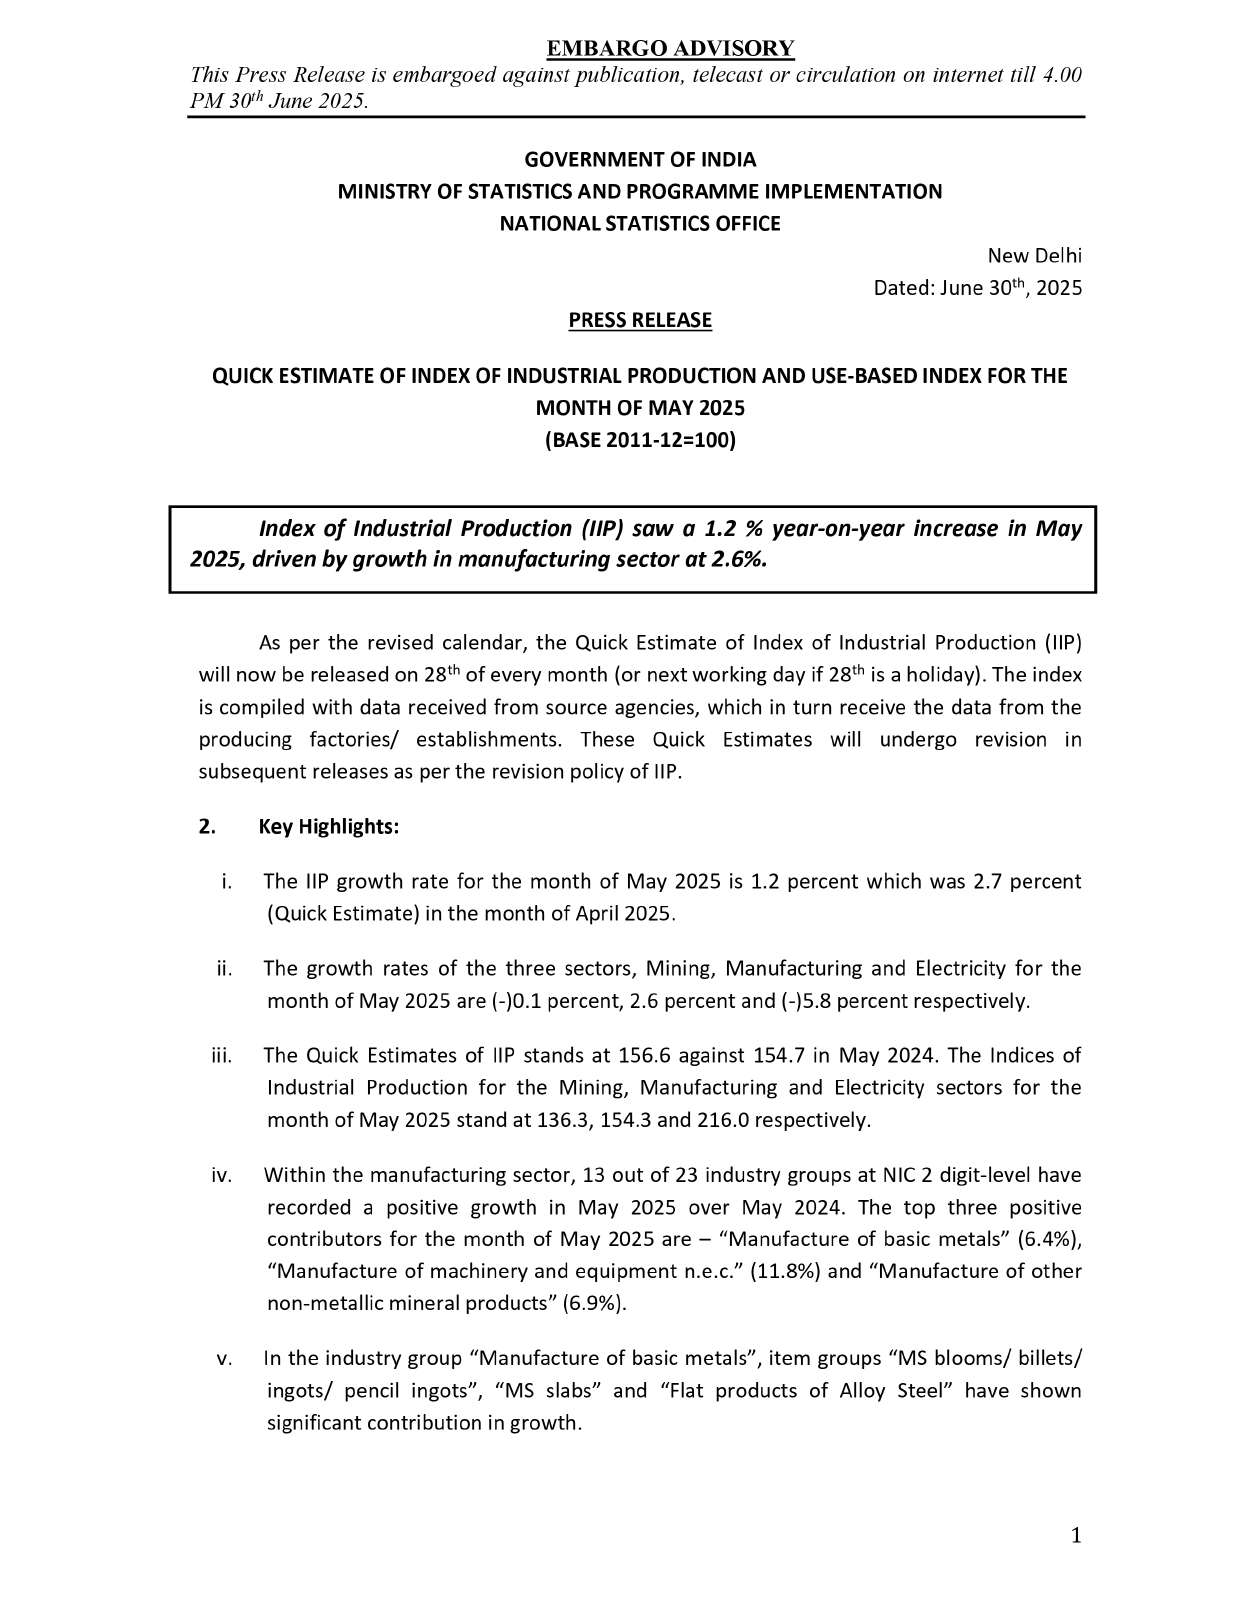 EMBARGO ADVISORY
This Press Release is embargoed against publication, telecast or circulation on internet till 4.00
PM 30th June 2025.
GOVERNMENT OF INDIA
MINISTRY OF STATISTICS AND PROGRAMME IMPLEMENTATION
NATIONAL STATISTICS OFFICE
New Delhi
Dated: June 30th, 2025
PRESS RELEASE
QUICK ESTIMATE OF INDEX OF INDUSTRIAL PRODUCTION AND USE-BASED INDEX FOR THE
MONTH OF MAY 2025
(BASE 2011-12=100)
Index of Industrial Production (IIP) saw a 1.2 % year-on-year increase in May
2025, driven by growth in manufacturing sector at 2.6%.
As per the revised calendar, the Quick Estimate of Index of Industrial Production (IIP)
will now be released on 28th of every month (or next working day if 28th is a holiday). The index
is compiled with data received from source agencies, which in turn receive the data from the
producing factories/ establishments. These Quick Estimates will undergo revision in
subsequent releases as per the revision policy of IIP.
2. Key Highlights:
i. The IIP growth rate for the month of May 2025 is 1.2 percent which was 2.7 percent
(Quick Estimate) in the month of April 2025.
ii. The growth rates of the three sectors, Mining, Manufacturing and Electricity for the
month of May 2025 are (-)0.1 percent, 2.6 percent and (-)5.8 percent respectively.
iii. The Quick Estimates of IIP stands at 156.6 against 154.7 in May 2024. The Indices of
Industrial Production for the Mining, Manufacturing and Electricity sectors for the
month of May 2025 stand at 136.3, 154.3 and 216.0 respectively.
iv. Within the manufacturing sector, 13 out of 23 industry groups at NIC 2 digit-level have
recorded a positive growth in May 2025 over May 2024. The top three positive
contributors for the month of May 2025 are – “Manufacture of basic metals” (6.4%),
“Manufacture of machinery and equipment n.e.c.” (11.8%) and “Manufacture of other
non-metallic mineral products” (6.9%).
v. In the industry group “Manufacture of basic metals”, item groups “MS blooms/ billets/
ingots/ pencil ingots”, “MS slabs” and “Flat products of Alloy Steel” have shown
significant contribution in growth.
1